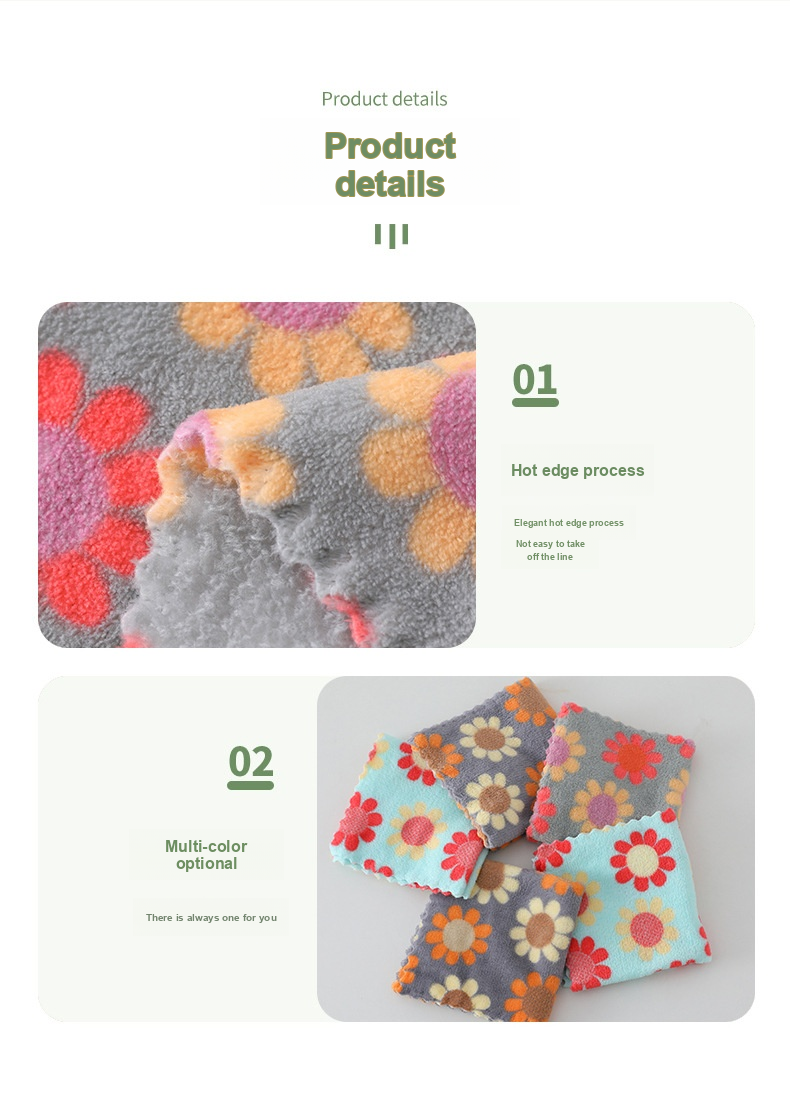 Product details
Product
details
01
Hot edge process
Elegant hot edge process
Not easy to take
off the line
02
Multi-color
optional
There is always one for you